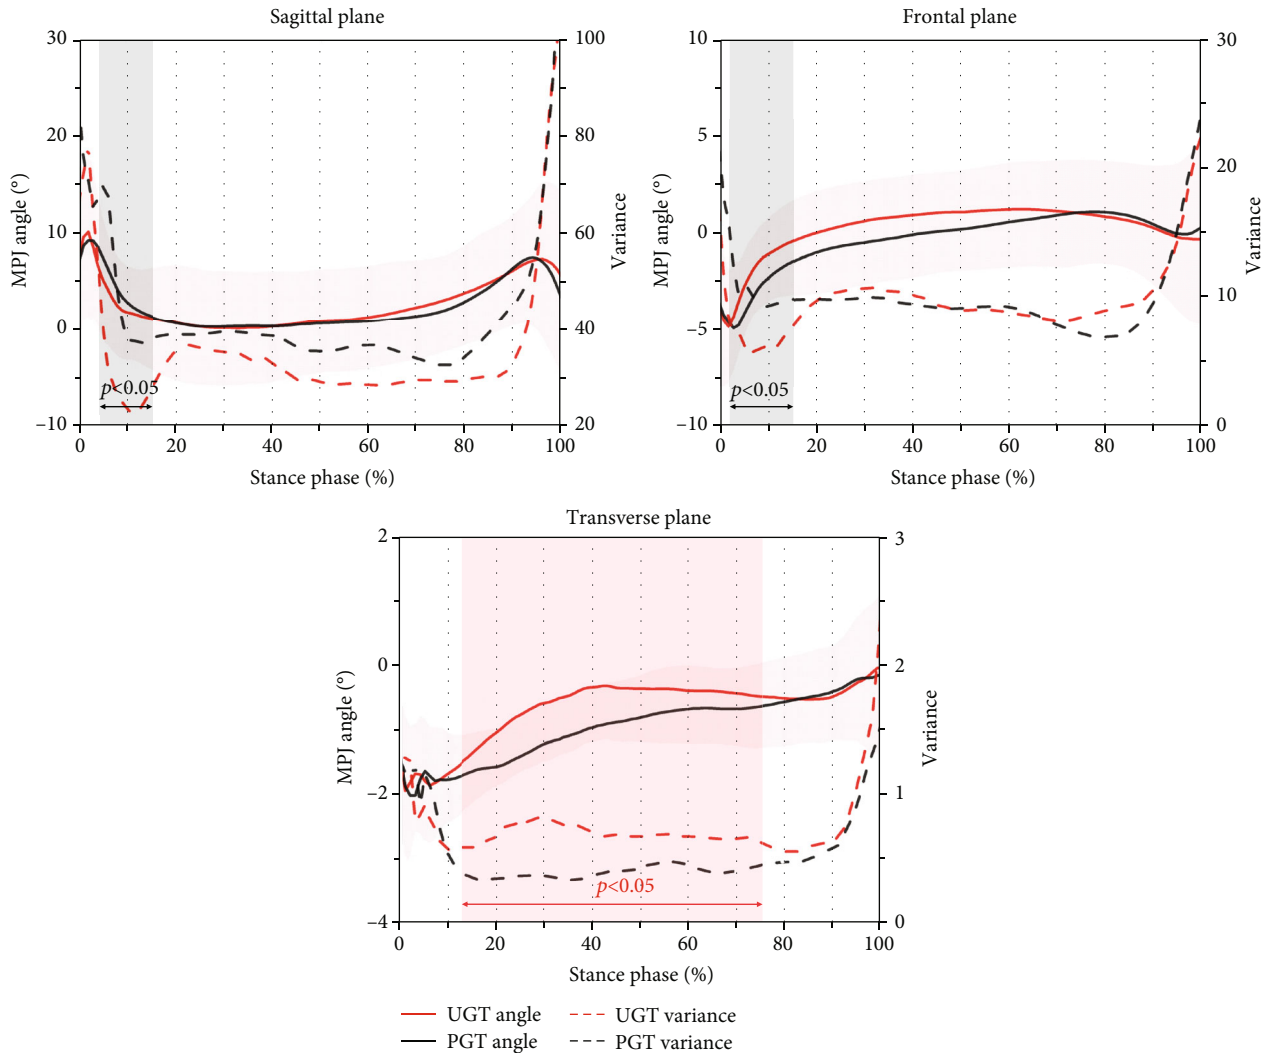 Sagittal plane
30
20
10
0
−10
MPJ angle (°)
100
80
60
40
20
Variance
p<0.05
0 20 40 60 80 100
Stance phase (%)
Frontal plane
10
5
0
−5
−10
MPJ angle (°)
30
20
10
0
Variance
p<0.05
0 20 40 60 80 100
Stance phase (%)
Transverse plane
2
0
−2
−4
MPJ angle (°)
3
2
1
0
Variance
p<0.05
0 20 40 60 80 100
Stance phase (%)
UGT angle UGT variance
PGT angle PGT variance